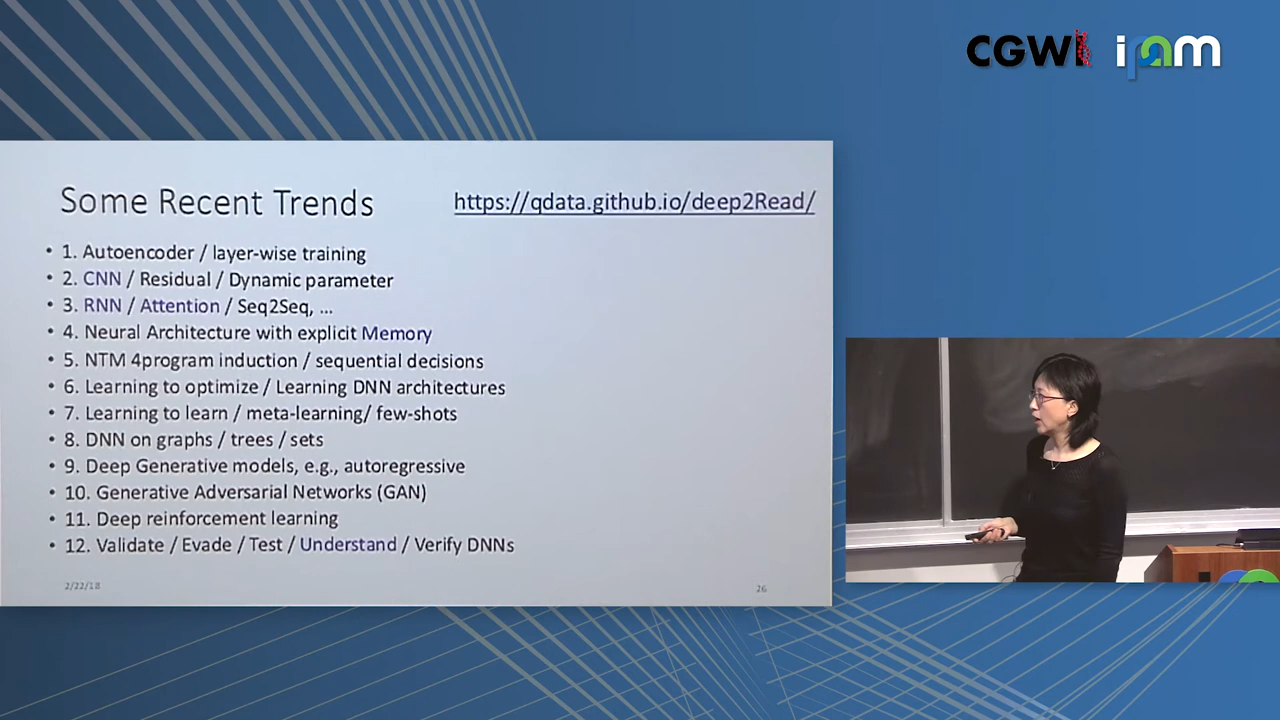 CGWI ipam
Some Recent Trends https://qdata.github.io/deep2Read/
• 1. Autoencoder / layer-wise training
• 2. CNN / Residual / Dynamic parameter
• 3. RNN / Attention / Seq2Seq, ...
• 4. Neural Architecture with explicit Memory
• 5. NTM 4program induction / sequential decisions
• 6. Learning to optimize / Learning DNN architectures
• 7. Learning to learn / meta-learning/ few-shots
• 8. DNN on graphs / trees / sets
• 9. Deep Generative models, e.g., autoregressive
• 10. Generative Adversarial Networks (GAN)
• 11. Deep reinforcement learning
• 12. Validate / Evade / Test / Understand / Verify DNNs
2/22/18 26